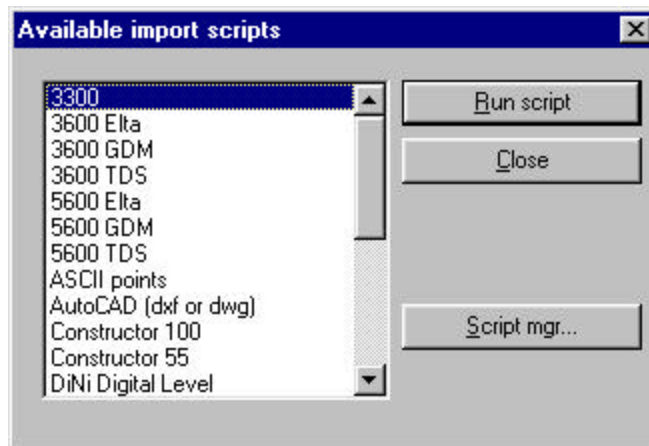 Available import scripts
3300
3600 Elta
3600 GDM
3600 TDS
5600 Elta
5600 GDM
5600 TDS
ASCII points
AutoCAD (dxf or dwg)
Constructor 100
Constructor 55
DiNi Digital Level
Run script
Close
Script mgr...